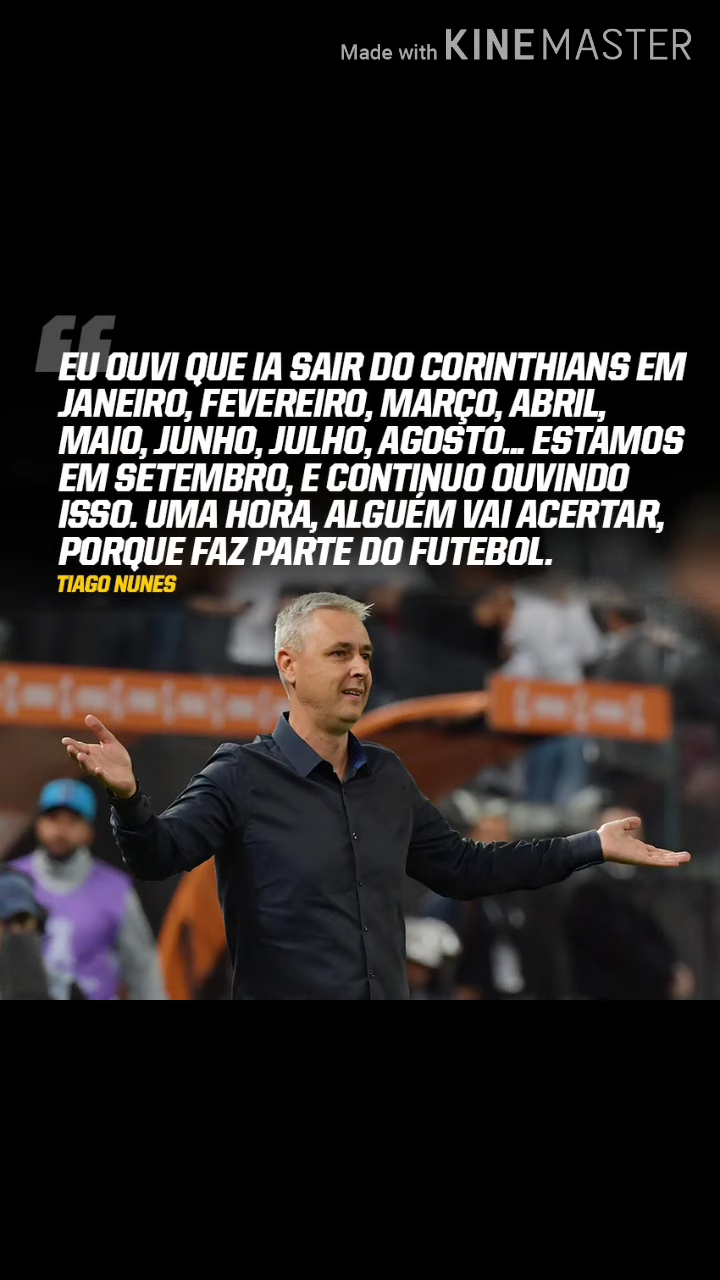 Made with KINEMASTER
EU OUVI QUE IA SAIR DO CORINTHIANS EM
JANEIRO, FEVEREIRO, MARÇO, ABRIL,
MAIO, JUNHO, JULHO, AGOSTO... ESTAMOS
EM SETEMBRO, E CONTINUO OUVINDO
ISSO. UMA HORA, ALGUÉM VAI ACERTAR,
PORQUE FAZ PARTE DO FUTEBOL.
TIAGO NUNES